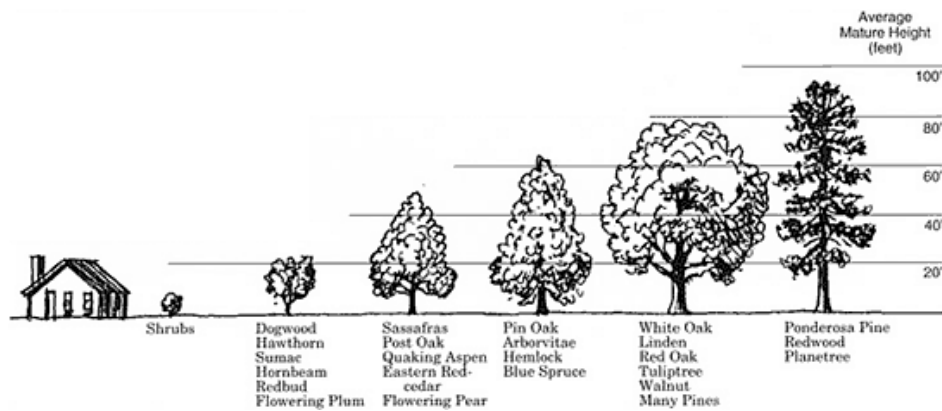 Average
Mature Height
(feet)
100'
80'
60'
40'
20'
Shrubs
Dogwood
Hawthorn
Sumac
Hornbeam
Redbud
Flowering Plum
Sassafras
Post Oak
Quaking Aspen
Eastern Red-
cedar
Flowering Pear
Pin Oak
Arborvitae
Hemlock
Blue Spruce
White Oak
Linden
Red Oak
Tuliptree
Walnut
Many Pines
Ponderosa Pine
Redwood
Planetree